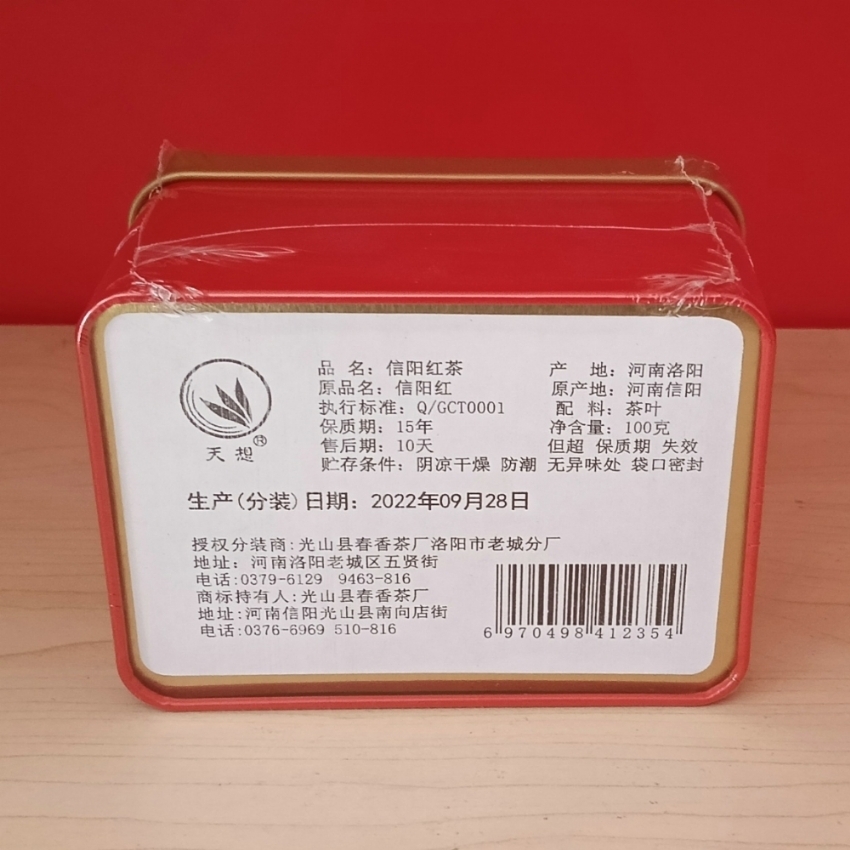 天想®
品 名：信阳红茶 产 地：河南洛阳
原品名：信阳红 原产地：河南信阳
执行标准：Q/GCT0001 配 料：茶叶
保质期：15年 净含量：100克
售后期：10天 但超 保质期 失效
贮存条件：阴凉干燥 防潮 无异味处 袋口密封
生产(分装)日期：2022年09月28日
授权分装商:光山县春香茶厂洛阳市老城分厂
地址：河南洛阳老城区五贤街
电话:0379-6129 9463-816
商标持有人:光山县春香茶厂
地址:河南信阳光山县南向店街
电话:0376-6969 510-816
6 970498 412354